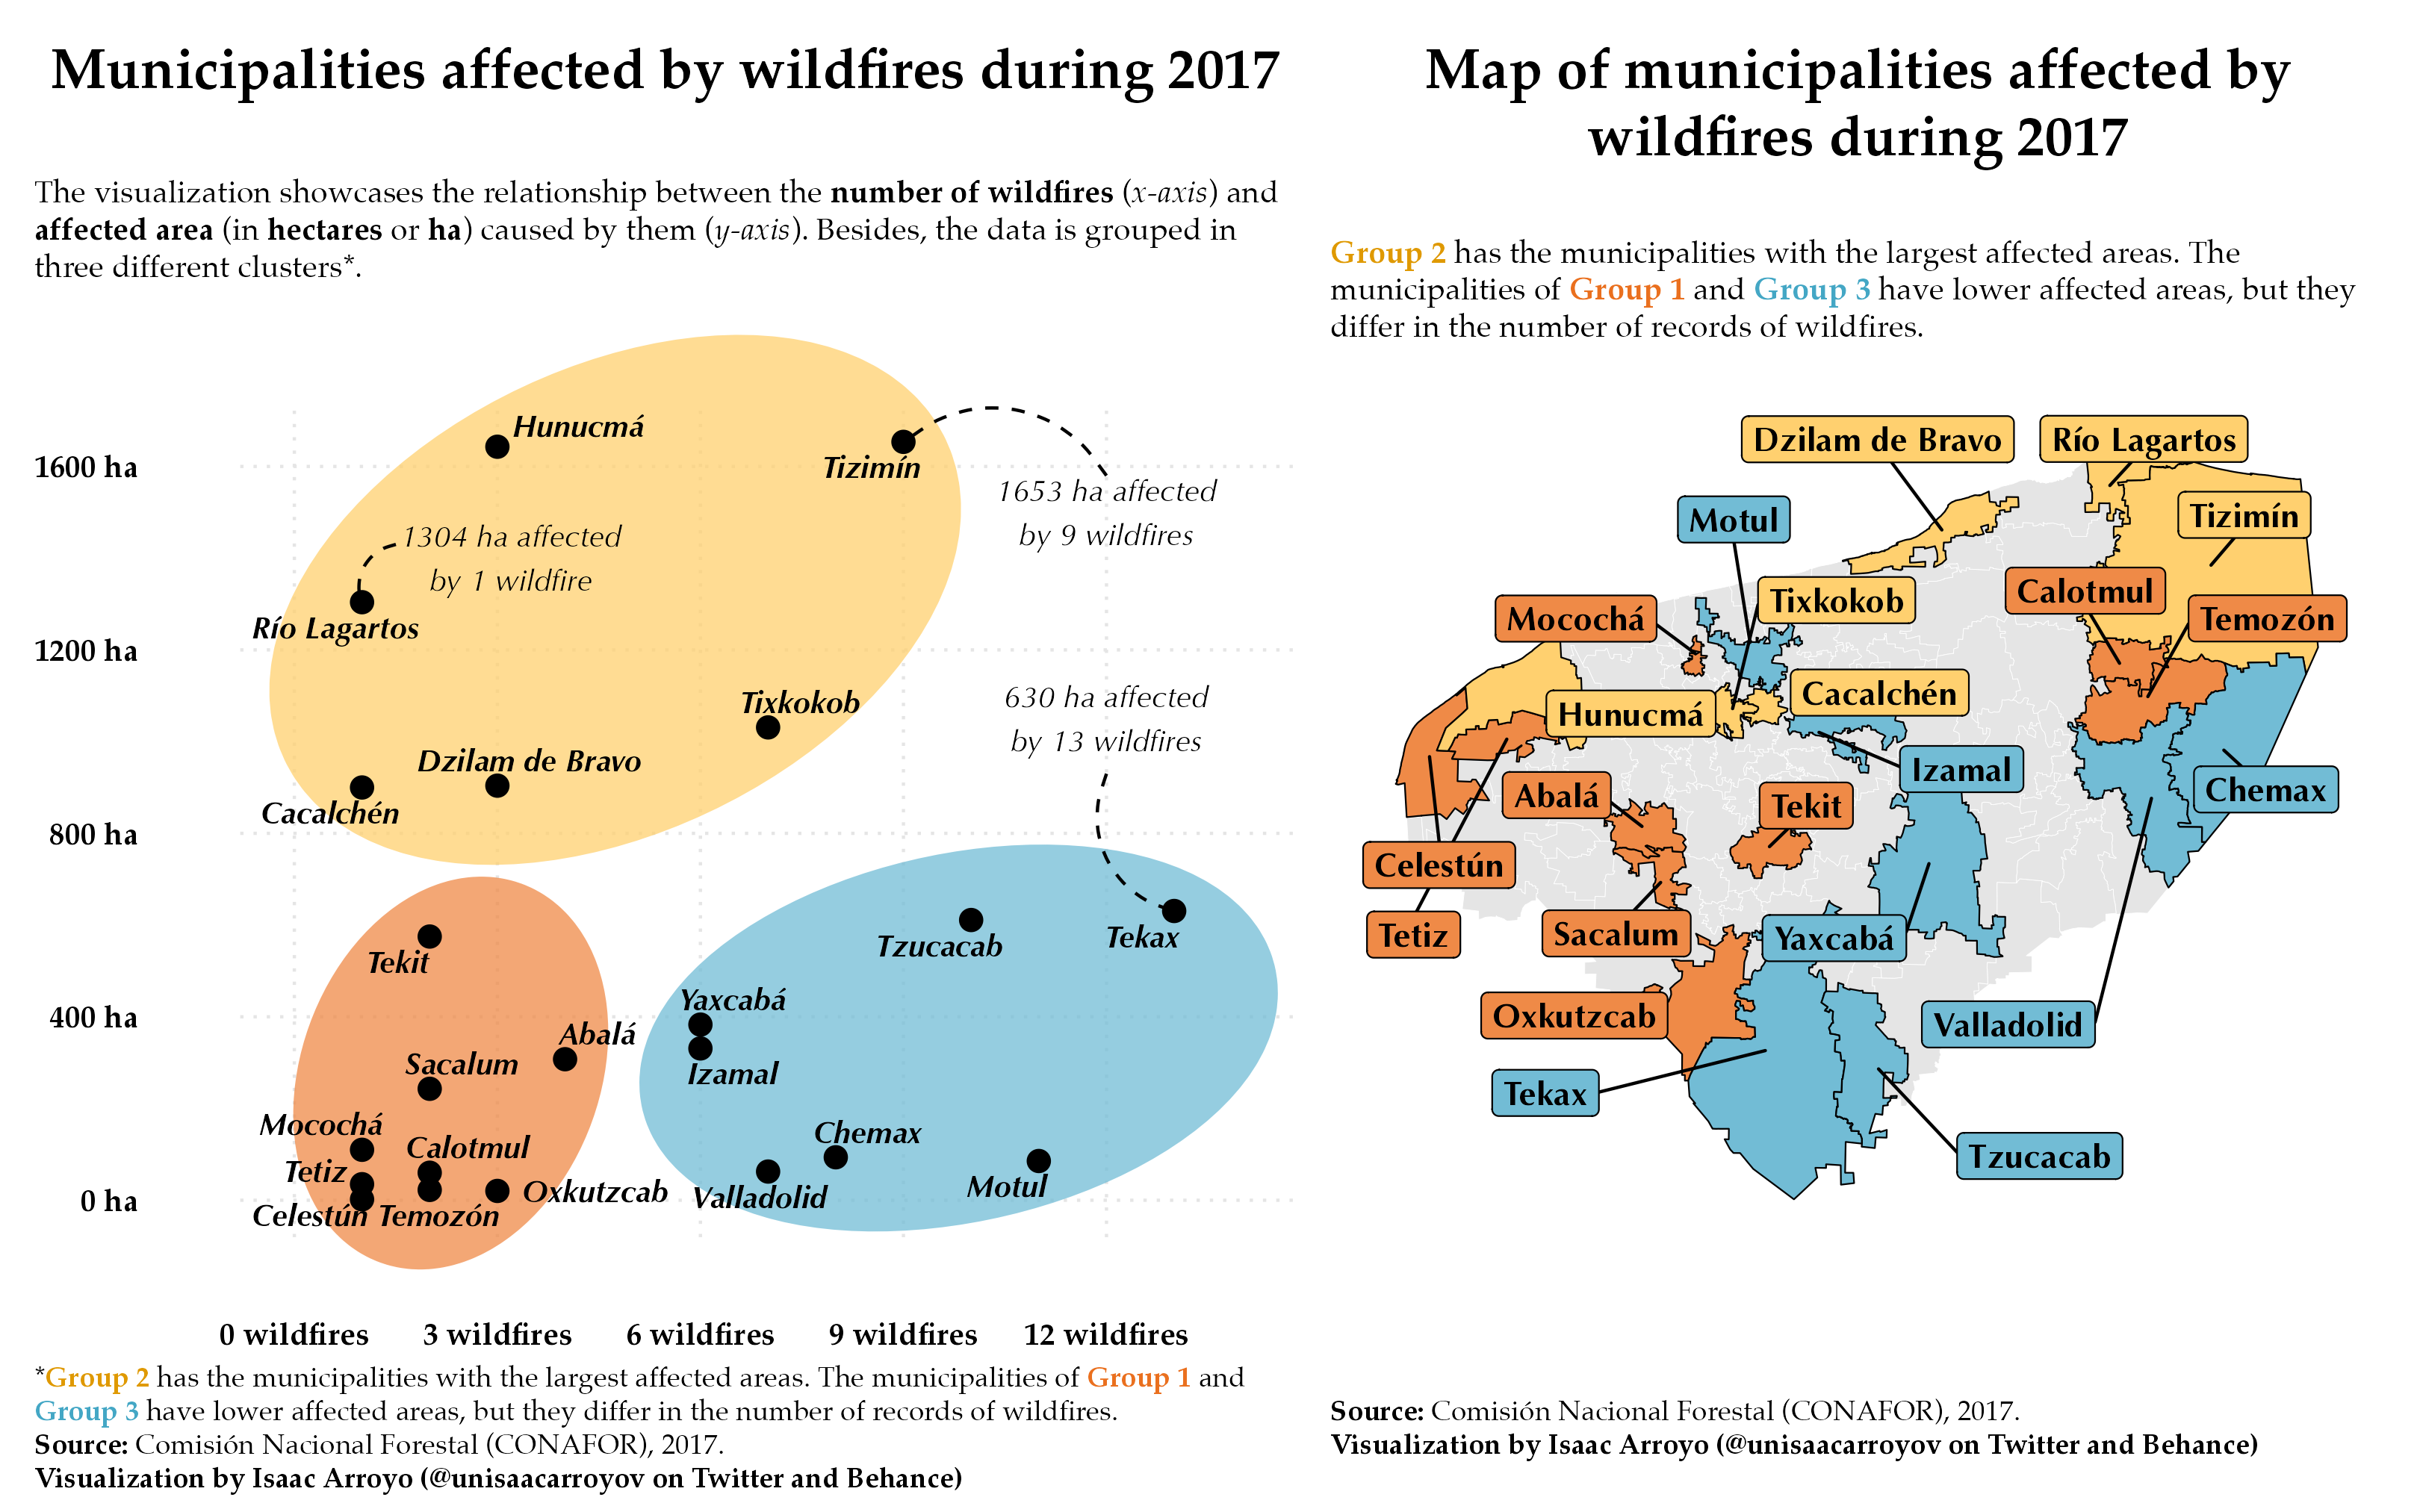 Municipalities affected by wildfires during 2017
The visualization showcases the relationship between the number of wildfires (x-axis) and
affected area (in hectares or ha) caused by them (y-axis). Besides, the data is grouped in
three different clusters*.
1600 ha
1200 ha
800 ha
400 ha
0 ha
Hunucmá
Tizimín
1653 ha affected
by 9 wildfires
1304 ha affected
by 1 wildfire
Río Lagartos
Tixkokob
630 ha affected
by 13 wildfires
Dzilam de Bravo
Cacalchén
Tekit
Tzucacab
Tekax
Yaxcabá
Abalá
Sacalum
Izamal
Mocochá
Calotmul
Chemax
Tetiz
Oxkutzcab
Valladolid
Motul
Celestún
Temozón
0 wildfires
3 wildfires
6 wildfires
9 wildfires
12 wildfires
*Group 2 has the municipalities with the largest affected areas. The municipalities of Group 1 and
Group 3 have lower affected areas, but they differ in the number of records of wildfires.
Source: Comisión Nacional Forestal (CONAFOR), 2017.
Visualization by Isaac Arroyo (@unisaacarroyov on Twitter and Behance)
Map of municipalities affected by
wildfires during 2017
Group 2 has the municipalities with the largest affected areas. The
municipalities of Group 1 and Group 3 have lower affected areas, but they
differ in the number of records of wildfires.
Dzilam de Bravo
Río Lagartos
Motul
Tizimín
Calotmul
Tixkokob
Mocochá
Temozón
Cacalchén
Hunucmá
Izamal
Chemax
Abalá
Tekit
Celestún
Tetiz
Sacalum
Yaxcabá
Oxkutzcab
Valladolid
Tekax
Tzucacab
Source: Comisión Nacional Forestal (CONAFOR), 2017.
Visualization by Isaac Arroyo (@unisaacarroyov on Twitter and Behance)